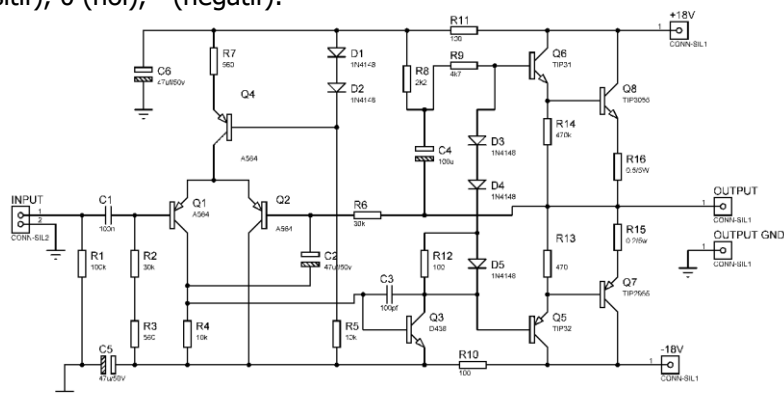 sitif), 0 (nol), - (negatif).
+18V
1
CONN-SIL1
R11
100
R7
560
D1
1N4148
R9
4k7
Q6
TIP31
C6
47u/50v
R8
2k2
D2
1N4148
Q8
TIP3055
Q4
A564
R14
470k
C4
100u
D3
1N4148
R16
0.5/5W
INPUT
1
2
CONN-SIL2
C1
100n
Q1
A564
Q2
A564
R6
30k
D4
1N4148
OUTPUT
1
CONN-SIL1
R1
100k
R2
30k
C2
47u/50v
R12
100
D5
1N4148
R13
470
R15
0.2/5w
OUTPUT GND
1
CONN-SIL1
C3
100pf
Q7
TIP2955
R3
560
R4
10k
R5
10k
Q3
D438
Q5
TIP32
C5
47u/50V
R10
100
-18V
1
CONN-SIL1